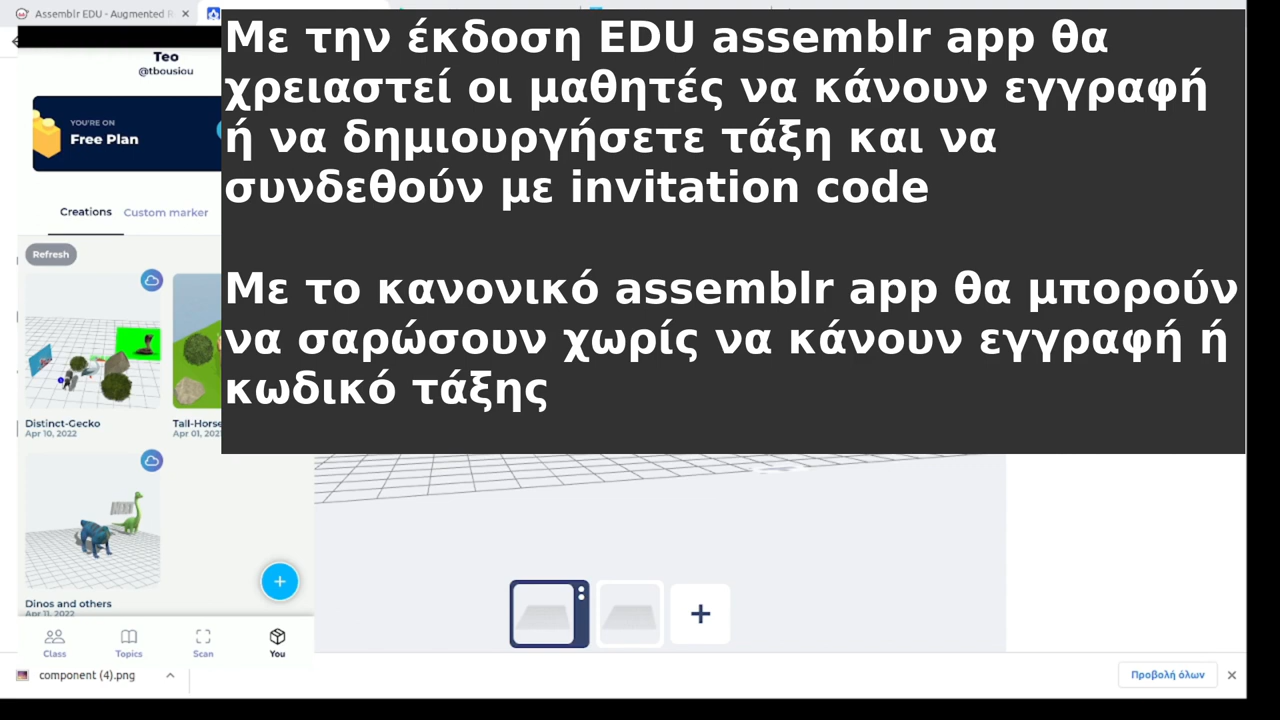 Assemblr EDU - Augmented R
Με την έκδοση EDU assemblr app θα
χρειαστεί οι μαθητές να κάνουν εγγραφή
ή να δημιουργήσετε τάξη και να
συνδεθούν με invitation code
Με το κανονικό assemblr app θα μπορούν
να σαρώσουν χωρίς να κάνουν εγγραφή ή
κωδικό τάξης
Teo
@tbousiou
YOU'RE ON
Free Plan
Creations Custom marker
Refresh
Distinct-Gecko
Apr 10, 2022
Tall-Horse
Apr 01, 202
Dinos and others
Apr 11, 2022
Class Topics Scan You
component (4).png
Προβολή όλων